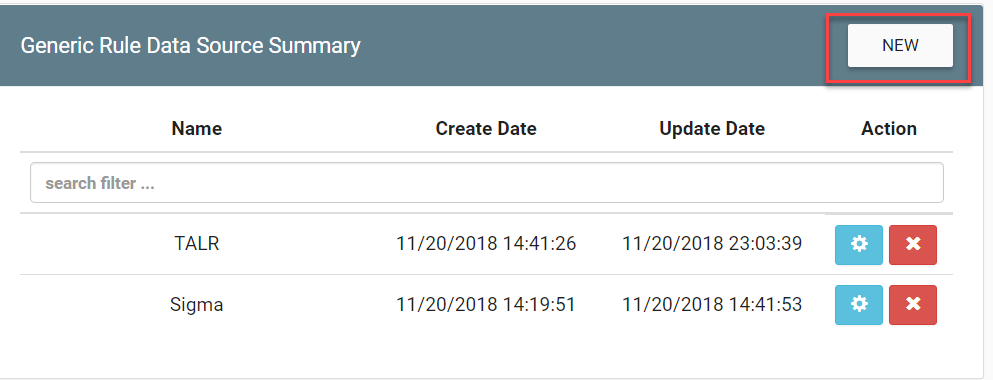 Generic Rule Data Source Summary NEW
Name Create Date Update Date Action
search filter ...
TALR 11/20/2018 14:41:26 11/20/2018 23:03:39
Sigma 11/20/2018 14:19:51 11/20/2018 14:41:53